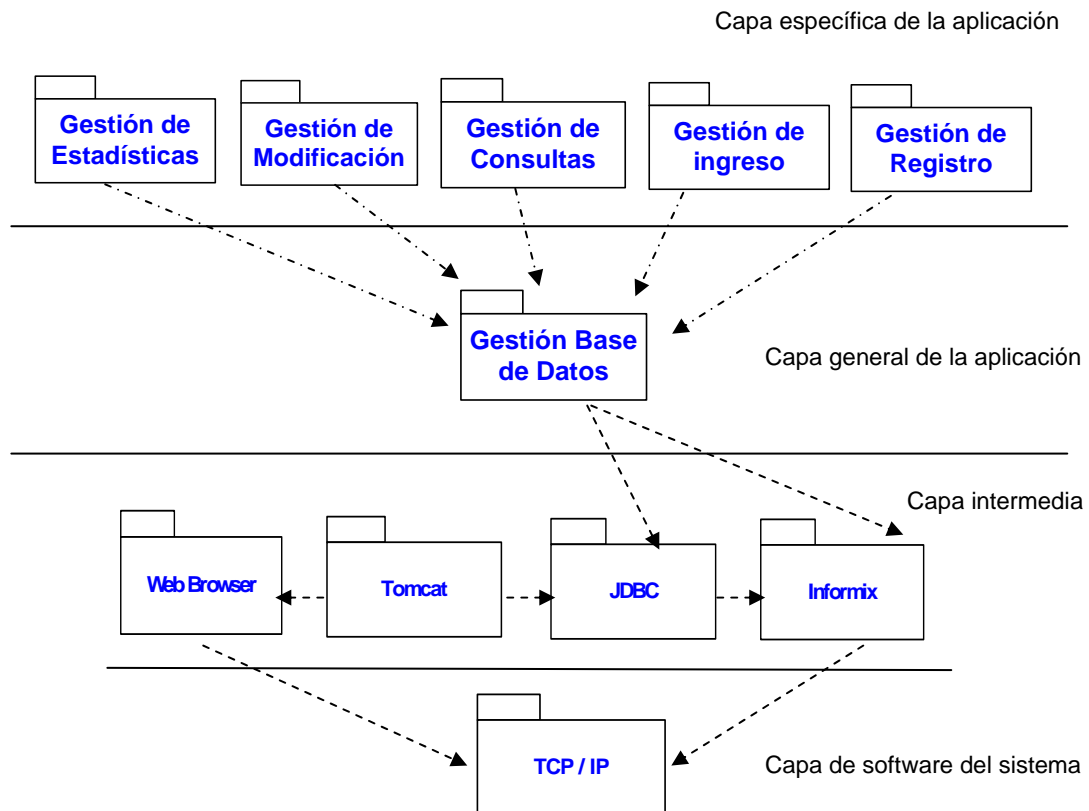 Capa específica de la aplicación
Gestión de
Estadísticas
Gestión de
Modificación
Gestión de
Consultas
Gestión de
ingreso
Gestión de
Registro
Gestión Base
de Datos
Capa general de la aplicación
Capa intermedia
Web Browser
Tomcat
JDBC
Informix
TCP / IP
Capa de software del sistema